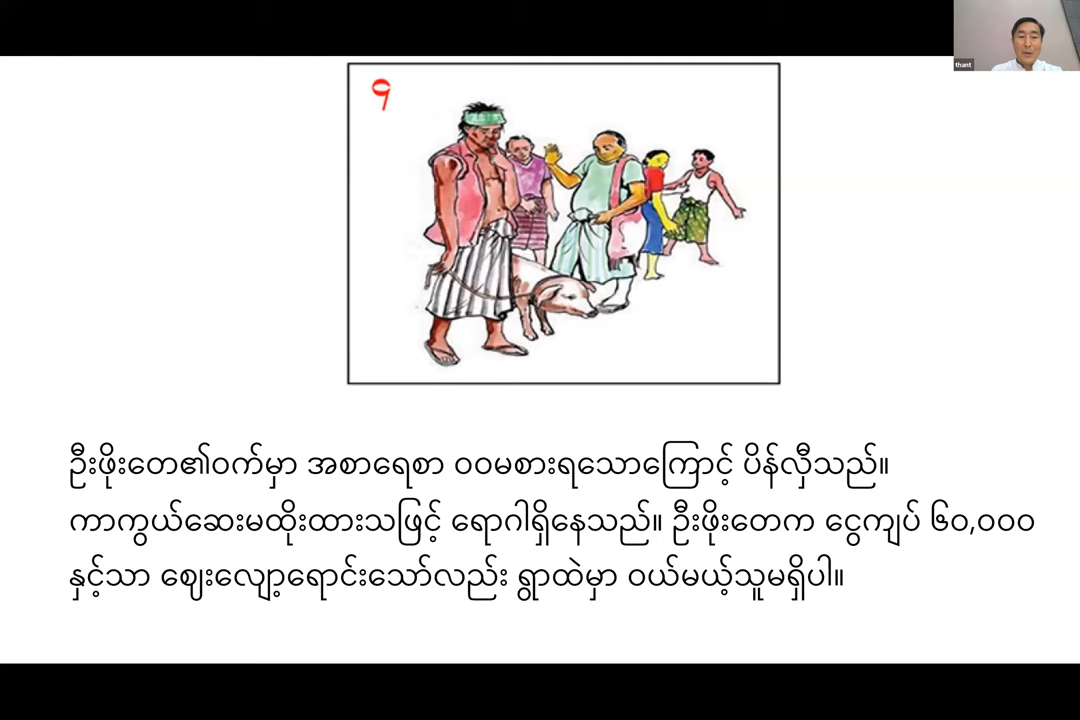 thant
၅
ဦးဖိုးတေ၏ဝက်မှာ အစာရေစာ ဝဝမစားရသောကြောင့် ပိန်လှီသည်။
ကာကွယ်ဆေးမထိုးထားသဖြင့် ရောဂါရှိနေသည်။ ဦးဖိုးတေက ငွေကျပ် ၆၀,၀၀၀
နှင့်သာ ဈေးလျော့ရောင်းသော်လည်း ရွာထဲမှာ ဝယ်မယ့်သူမရှိပါ။